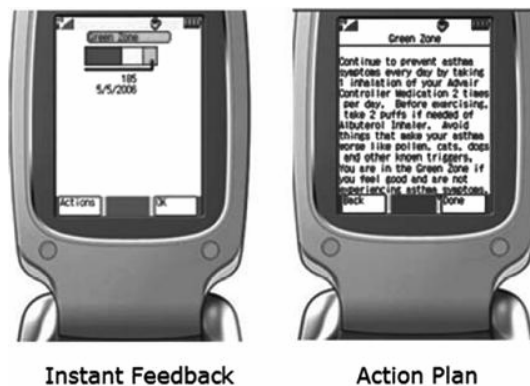 Green Zone
185
5/5/2006
Actions
OK
Green Zone
Continue to prevent asthma
symptoms every day by taking
1 inhalation of your Advair
Controller Medication 2 times
per day. Before exercising,
take 2 puffs if needed of
Albuterol Inhaler. Avoid
things that make your asthma
worse like pollen, cats, dogs
and other known triggers.
You are in the Green Zone if
you feel good and are not
experiencing asthma symptoms.
Back
Done
Instant Feedback
Action Plan